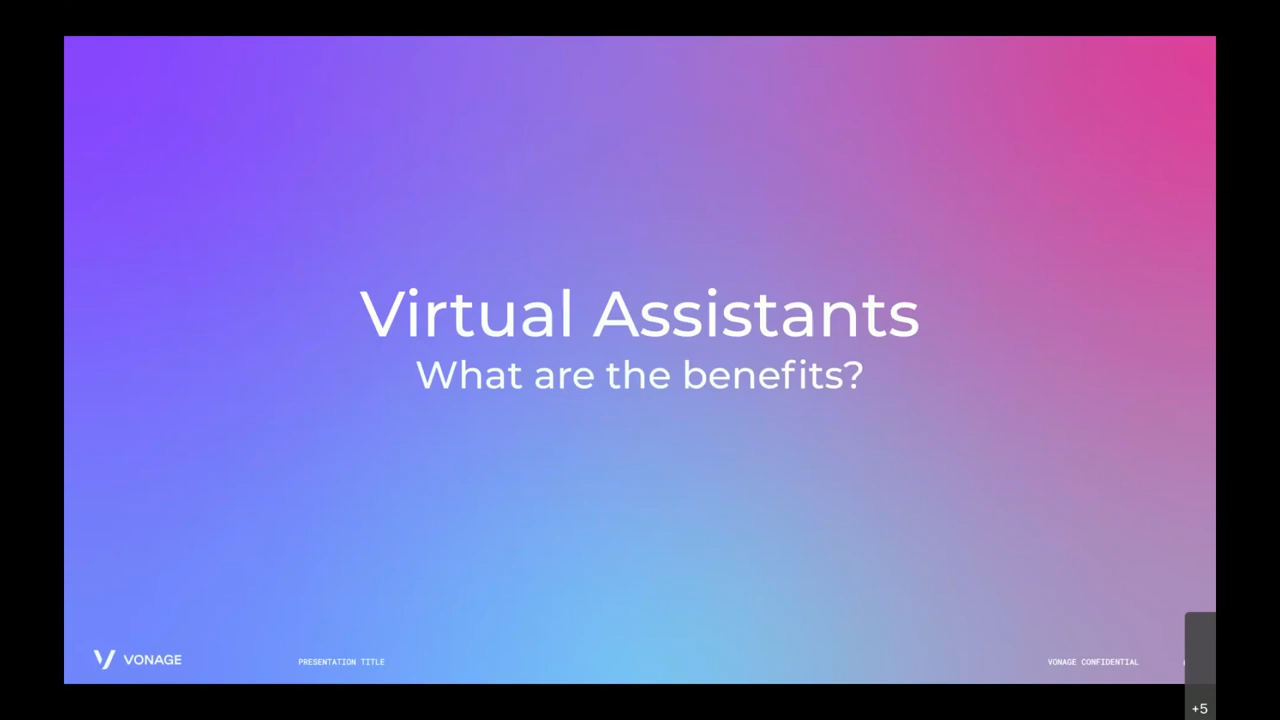 Virtual Assistants
What are the benefits?
VONAGE
PRESENTATION TITLE
VONAGE CONFIDENTIAL
+5